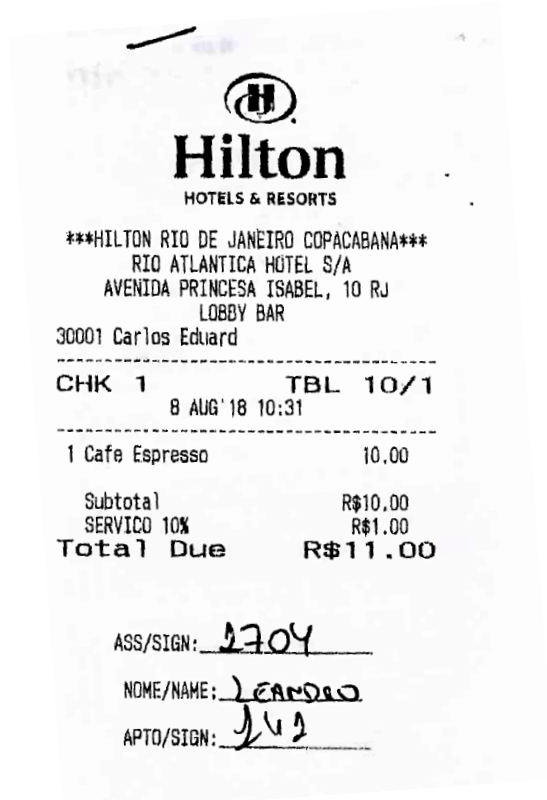 Hilton
HOTELS & RESORTS
***HILTON RIO DE JANEIRO COPACABANA***
RIO ATLANTICA HOTEL S/A
AVENIDA PRINCESA ISABEL, 10 RJ
LOBBY BAR
30001 Carlos Eduard
CHK 1 TBL 10/1
8 AUG'18 10:31
1 Cafe Espresso 10.00
Subtotal R$10.00
SERVICO 10% R$1.00
Total Due R$11.00
ASS/SIGN: 2704
NOME/NAME: LEANDRO
APTO/SIGN: